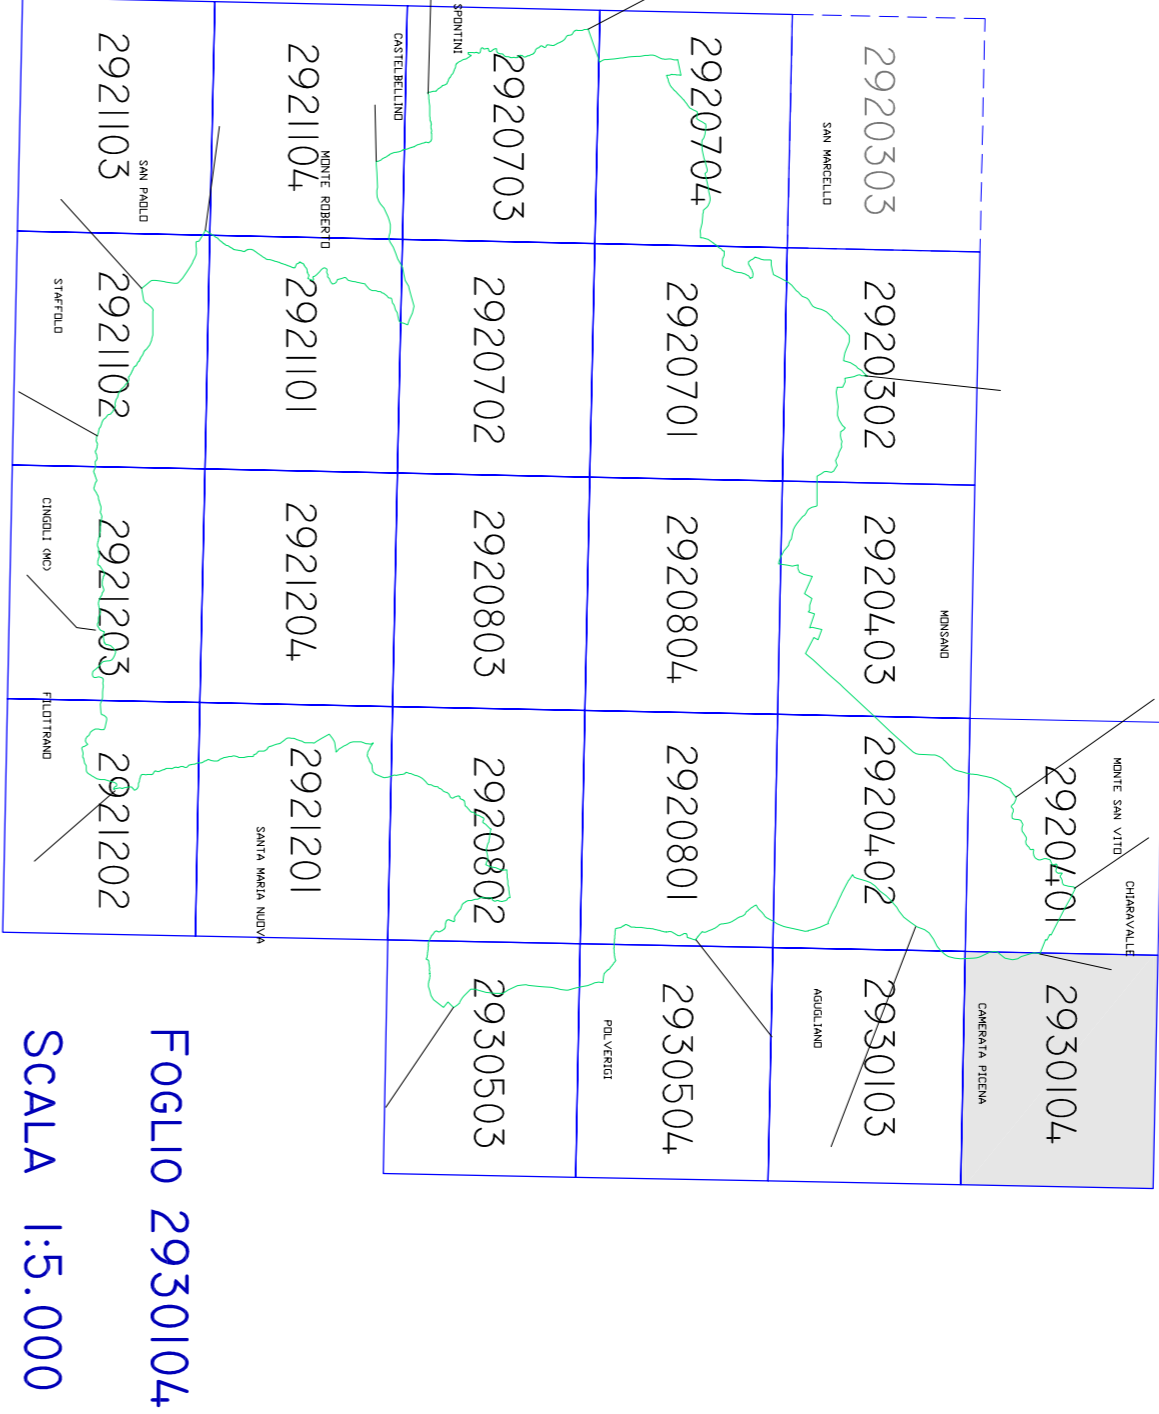 MONTE SAN VITO
CHIARAVALLE
2920401
2930104
CAMERATA PICENA
MONSANO
2920303
2920302
2920403
2920402
2930103
SAN MARCELLO
AGUGLIANO
2920704
2920701
2920804
2920801
2930504
POLVERIGI
2920703
2920702
2920803
2920802
2930503
SPONTINI
CASTELBELLINO
MONTE ROBERTO
2921104
2921101
2921204
2921201
SANTA MARIA NUOVA
SAN PAOLO
2921103
2921102
2921203
2921202
STAFFOLO
CINGOLI (MC)
FILOTTRANO
FOGLIO 2930104
SCALA 1:5.000